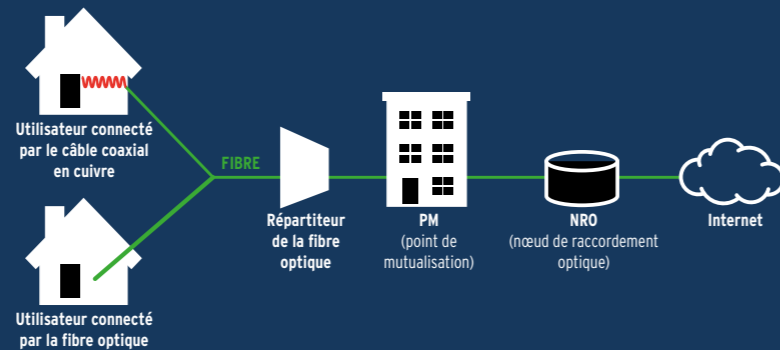 Utilisateur connecté
par le câble coaxial
en cuivre
FIBRE
Utilisateur connecté
par la fibre optique
Répartiteur
de la fibre
optique
PM
(point de
mutualisation)
NRO
(nœud de raccordement
optique)
Internet